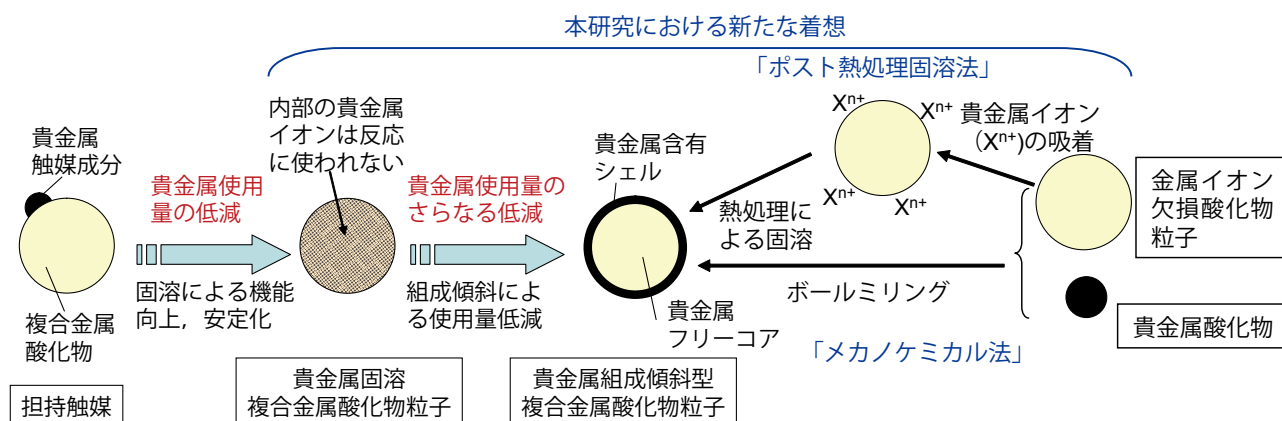 本研究における新たな着想
「ポスト熱処理固溶法」
内部の貴金属
イオンは反応
に使われない
貴金属
触媒成分
貴金属使用
量の低減
貴金属使用量の
さらなる低減
貴金属含有
シェル
Xn+
Xn+
Xn+
Xn+
貴金属イオン
（Xn+)の吸着
熱処理に
よる固溶
金属イオン
欠損酸化物
粒子
固溶による機能
向上，安定化
組成傾斜によ
る使用量低減
ボールミリング
複合金属
酸化物
貴金属
フリーコア
「メカノケミカル法」
貴金属酸化物
担持触媒
貴金属固溶
複合金属酸化物粒子
貴金属組成傾斜型
複合金属酸化物粒子